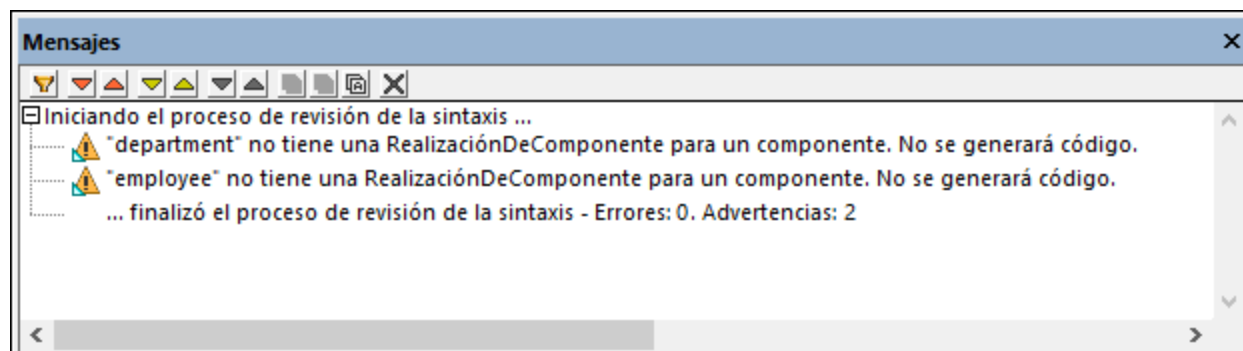 Mensajes
Iniciando el proceso de revisión de la sintaxis ...
"department" no tiene una RealizaciónDeComponente para un componente. No se generará código.
"employee" no tiene una RealizaciónDeComponente para un componente. No se generará código.
... finalizó el proceso de revisión de la sintaxis - Errores: 0. Advertencias: 2